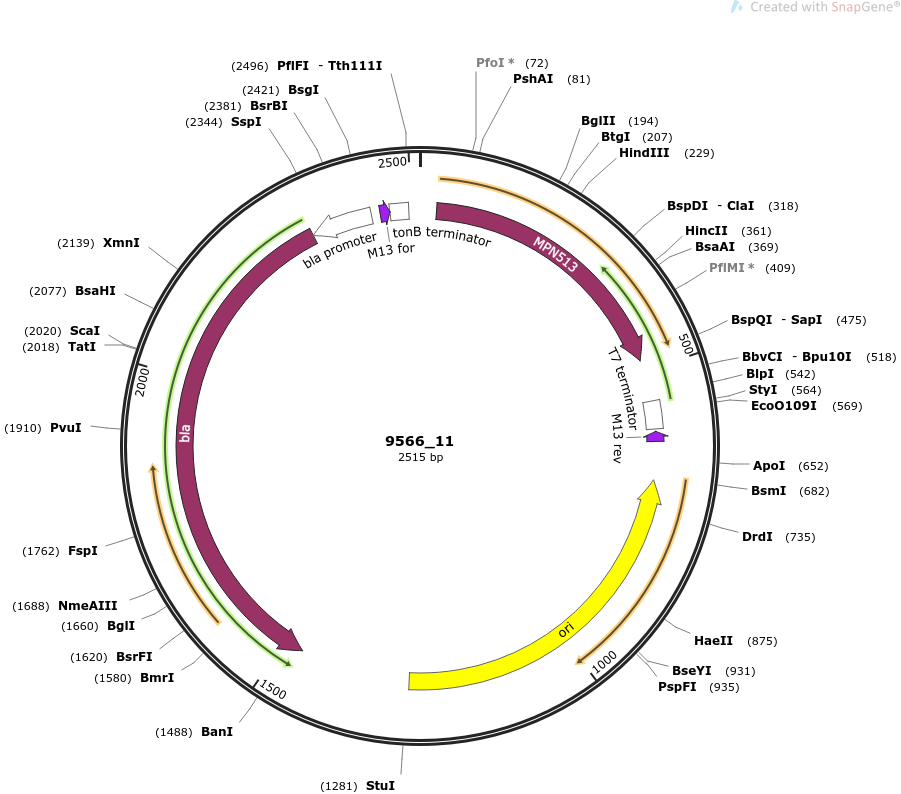 Created with SnapGene®
(2496) PflFI - Tth111I
PfoI * (72)
PshAI (81)
(2421) BsgI
(2381) BsrBI
(2344) SspI
BglII (194)
BtgI (207)
HindIII (229)
2500
BspDI - ClaI (318)
HincII (361)
BsaAI (369)
PflMI * (409)
(2139) XmnI
(2077) BsaHI
(2020) ScaI
(2018) TatI
bla promoter
M13 for
tonB terminator
MPN513
BspQI - SapI (475)
500
BbvCI - Bpu10I (518)
BlpI (542)
StyI (564)
EcoO109I (569)
2000
T7 terminator
M13 rev
(1910) PvuI
bla
9566_11
2515 bp
ApoI (652)
BsmI (682)
DrdI (735)
(1762) FspI
(1688) NmeAIII
(1660) BglI
(1620) BsrFI
(1580) BmrI
ori
HaeII (875)
BseYI (931)
PspFI (935)
1000
1500
(1488) BanI
(1281) StuI